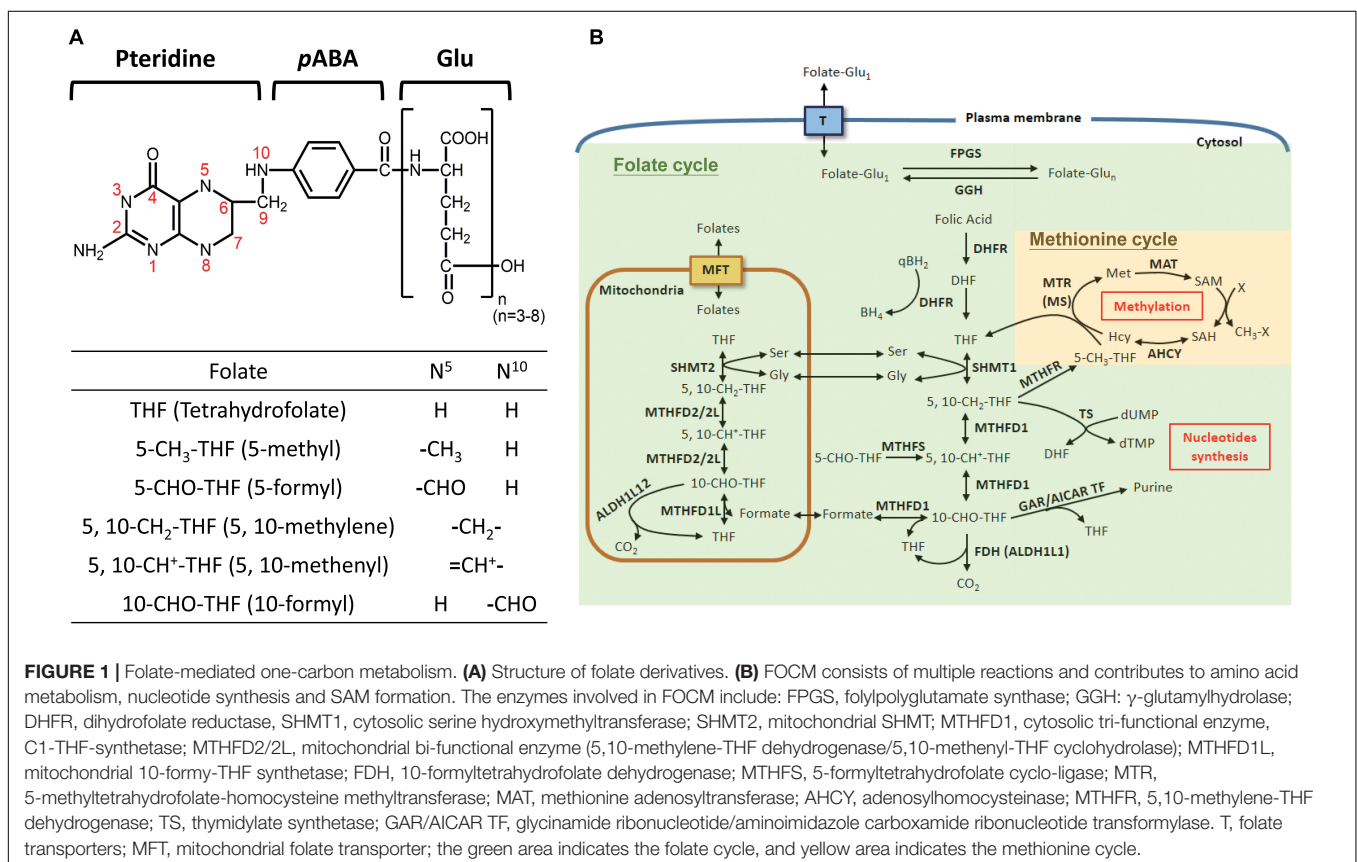 A
Pteridine pABA Glu
O
N
3
4
2
NH2
N
1
N
5
6
7
N
8
10
HN
CH2
9
O
C
N
H
COOH
C
H
CH2
CH2
C
O
OH
n
(n=3-8)
Folate N5 N10
THF (Tetrahydrofolate) H H
5-CH3-THF (5-methyl) -CH3 H
5-CHO-THF (5-formyl) -CHO H
5, 10-CH2-THF (5, 10-methylene) -CH2-
5, 10-CH+-THF (5, 10-methenyl) =CH+-
10-CHO-THF (10-formyl) H -CHO
B
Folate-Glu1
T
Plasma membrane
Cytosol
Folate cycle
Folate-Glu1
FPGS
GGH
Folate-Glun
Folic Acid
DHFR
qBH2
DHF
DHFR
BH4
THF
Methionine cycle
Met
MAT
SAM
X
MTR
(MS)
Methylation
CH3-X
Hcy
AHCY
SAH
5-CH3-THF
Folates
MFT
Mitochondria
Folates
THF
Ser
Ser
SHMT2
SHMT1
Gly
Gly
5, 10-CH2-THF
5, 10-CH2-THF
MTHFR
MTHFD2/2L
MTHFD1
TS
dUMP
dTMP
DHF
Nucleotides
synthesis
5, 10-CH+-THF
5-CHO-THF
MTHFS
5, 10-CH+-THF
MTHFD2/2L
MTHFD1
10-CHO-THF
ALDH1L12
MTHFD1L
Formate
Formate
MTHFD1
10-CHO-THF
GAR/AICAR TF
Purine
THF
CO2
THF
THF
FDH (ALDH1L1)
CO2
FIGURE 1 | Folate-mediated one-carbon metabolism. (A) Structure of folate derivatives. (B) FOCM consists of multiple reactions and contributes to amino acid
metabolism, nucleotide synthesis and SAM formation. The enzymes involved in FOCM include: FPGS, folylpolyglutamate synthase; GGH: γ-glutamylhydrolase;
DHFR, dihydrofolate reductase, SHMT1, cytosolic serine hydroxymethyltransferase; SHMT2, mitochondrial SHMT; MTHFD1, cytosolic tri-functional enzyme,
C1-THF-synthetase; MTHFD2/2L, mitochondrial bi-functional enzyme (5,10-methylene-THF dehydrogenase/5,10-methenyl-THF cyclohydrolase); MTHFD1L,
mitochondrial 10-formy-THF synthetase; FDH, 10-formyltetrahydrofolate dehydrogenase; MTHFS, 5-formyltetrahydrofolate cyclo-ligase; MTR,
5-methyltetrahydrofolate-homocysteine methyltransferase; MAT, methionine adenosyltransferase; AHCY, adenosylhomocysteinase; MTHFR, 5,10-methylene-THF
dehydrogenase; TS, thymidylate synthetase; GAR/AICAR TF, glycinamide ribonucleotide/aminoimidazole carboxamide ribonucleotide transformylase. T, folate
transporters; MFT, mitochondrial folate transporter; the green area indicates the folate cycle, and yellow area indicates the methionine cycle.